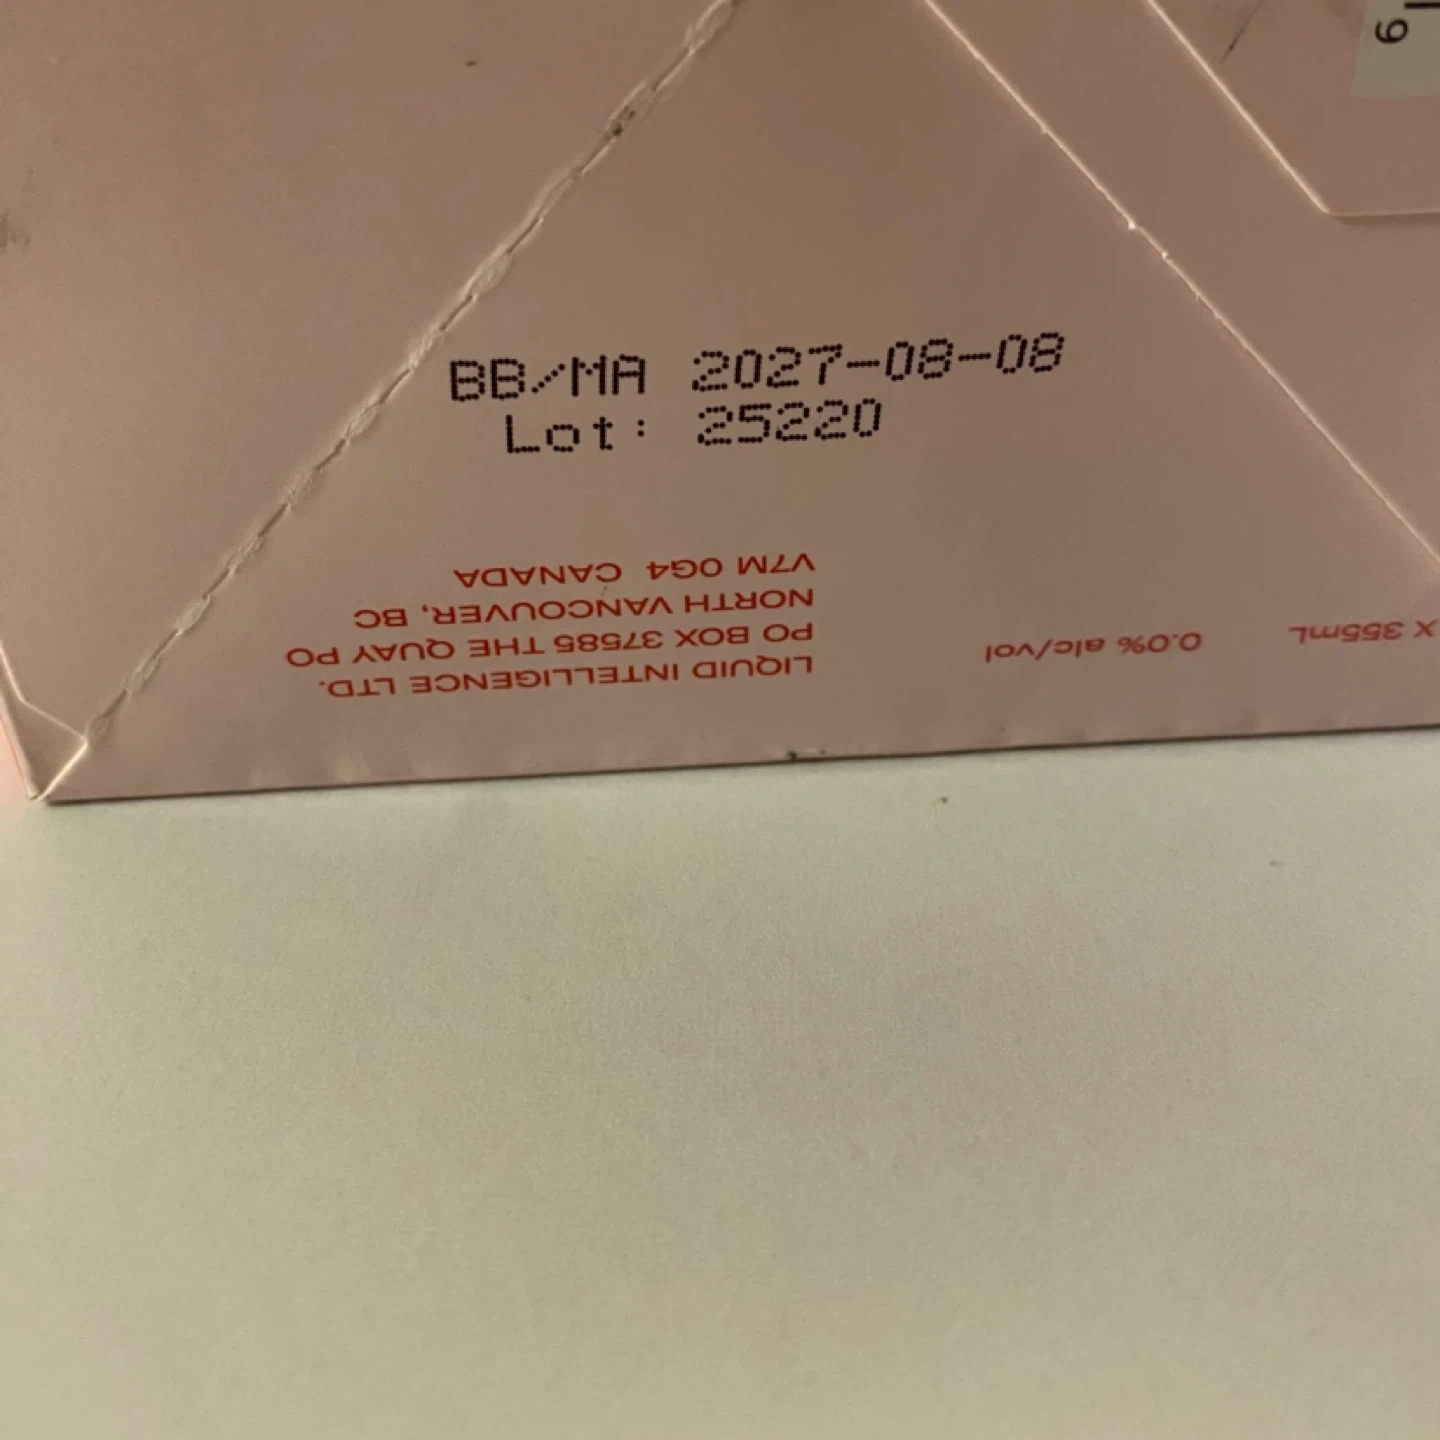 BB/MA 2027-08-08
Lot: 25220
LIQUID INTELLIGENCE LTD.
PO BOX 37585 THE QUAY PO
NORTH VANCOUVER, BC
V7M 0G4 CANADA
X 355mL
0.0% alc/vol